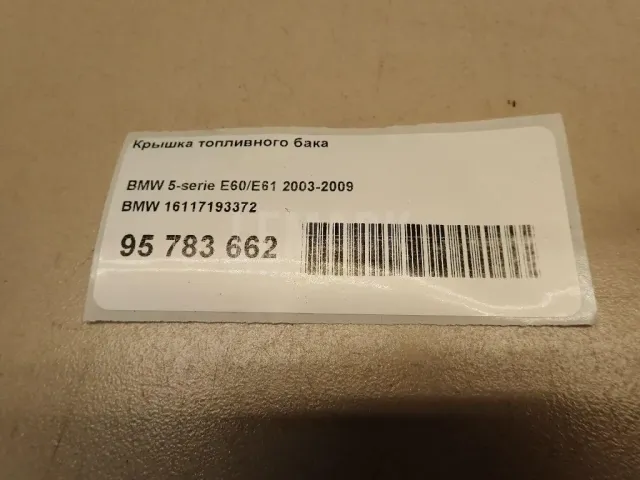 Крышка топливного бака
BMW 5-serie E60/E61 2003-2009
BMW 16117193372
95 783 662